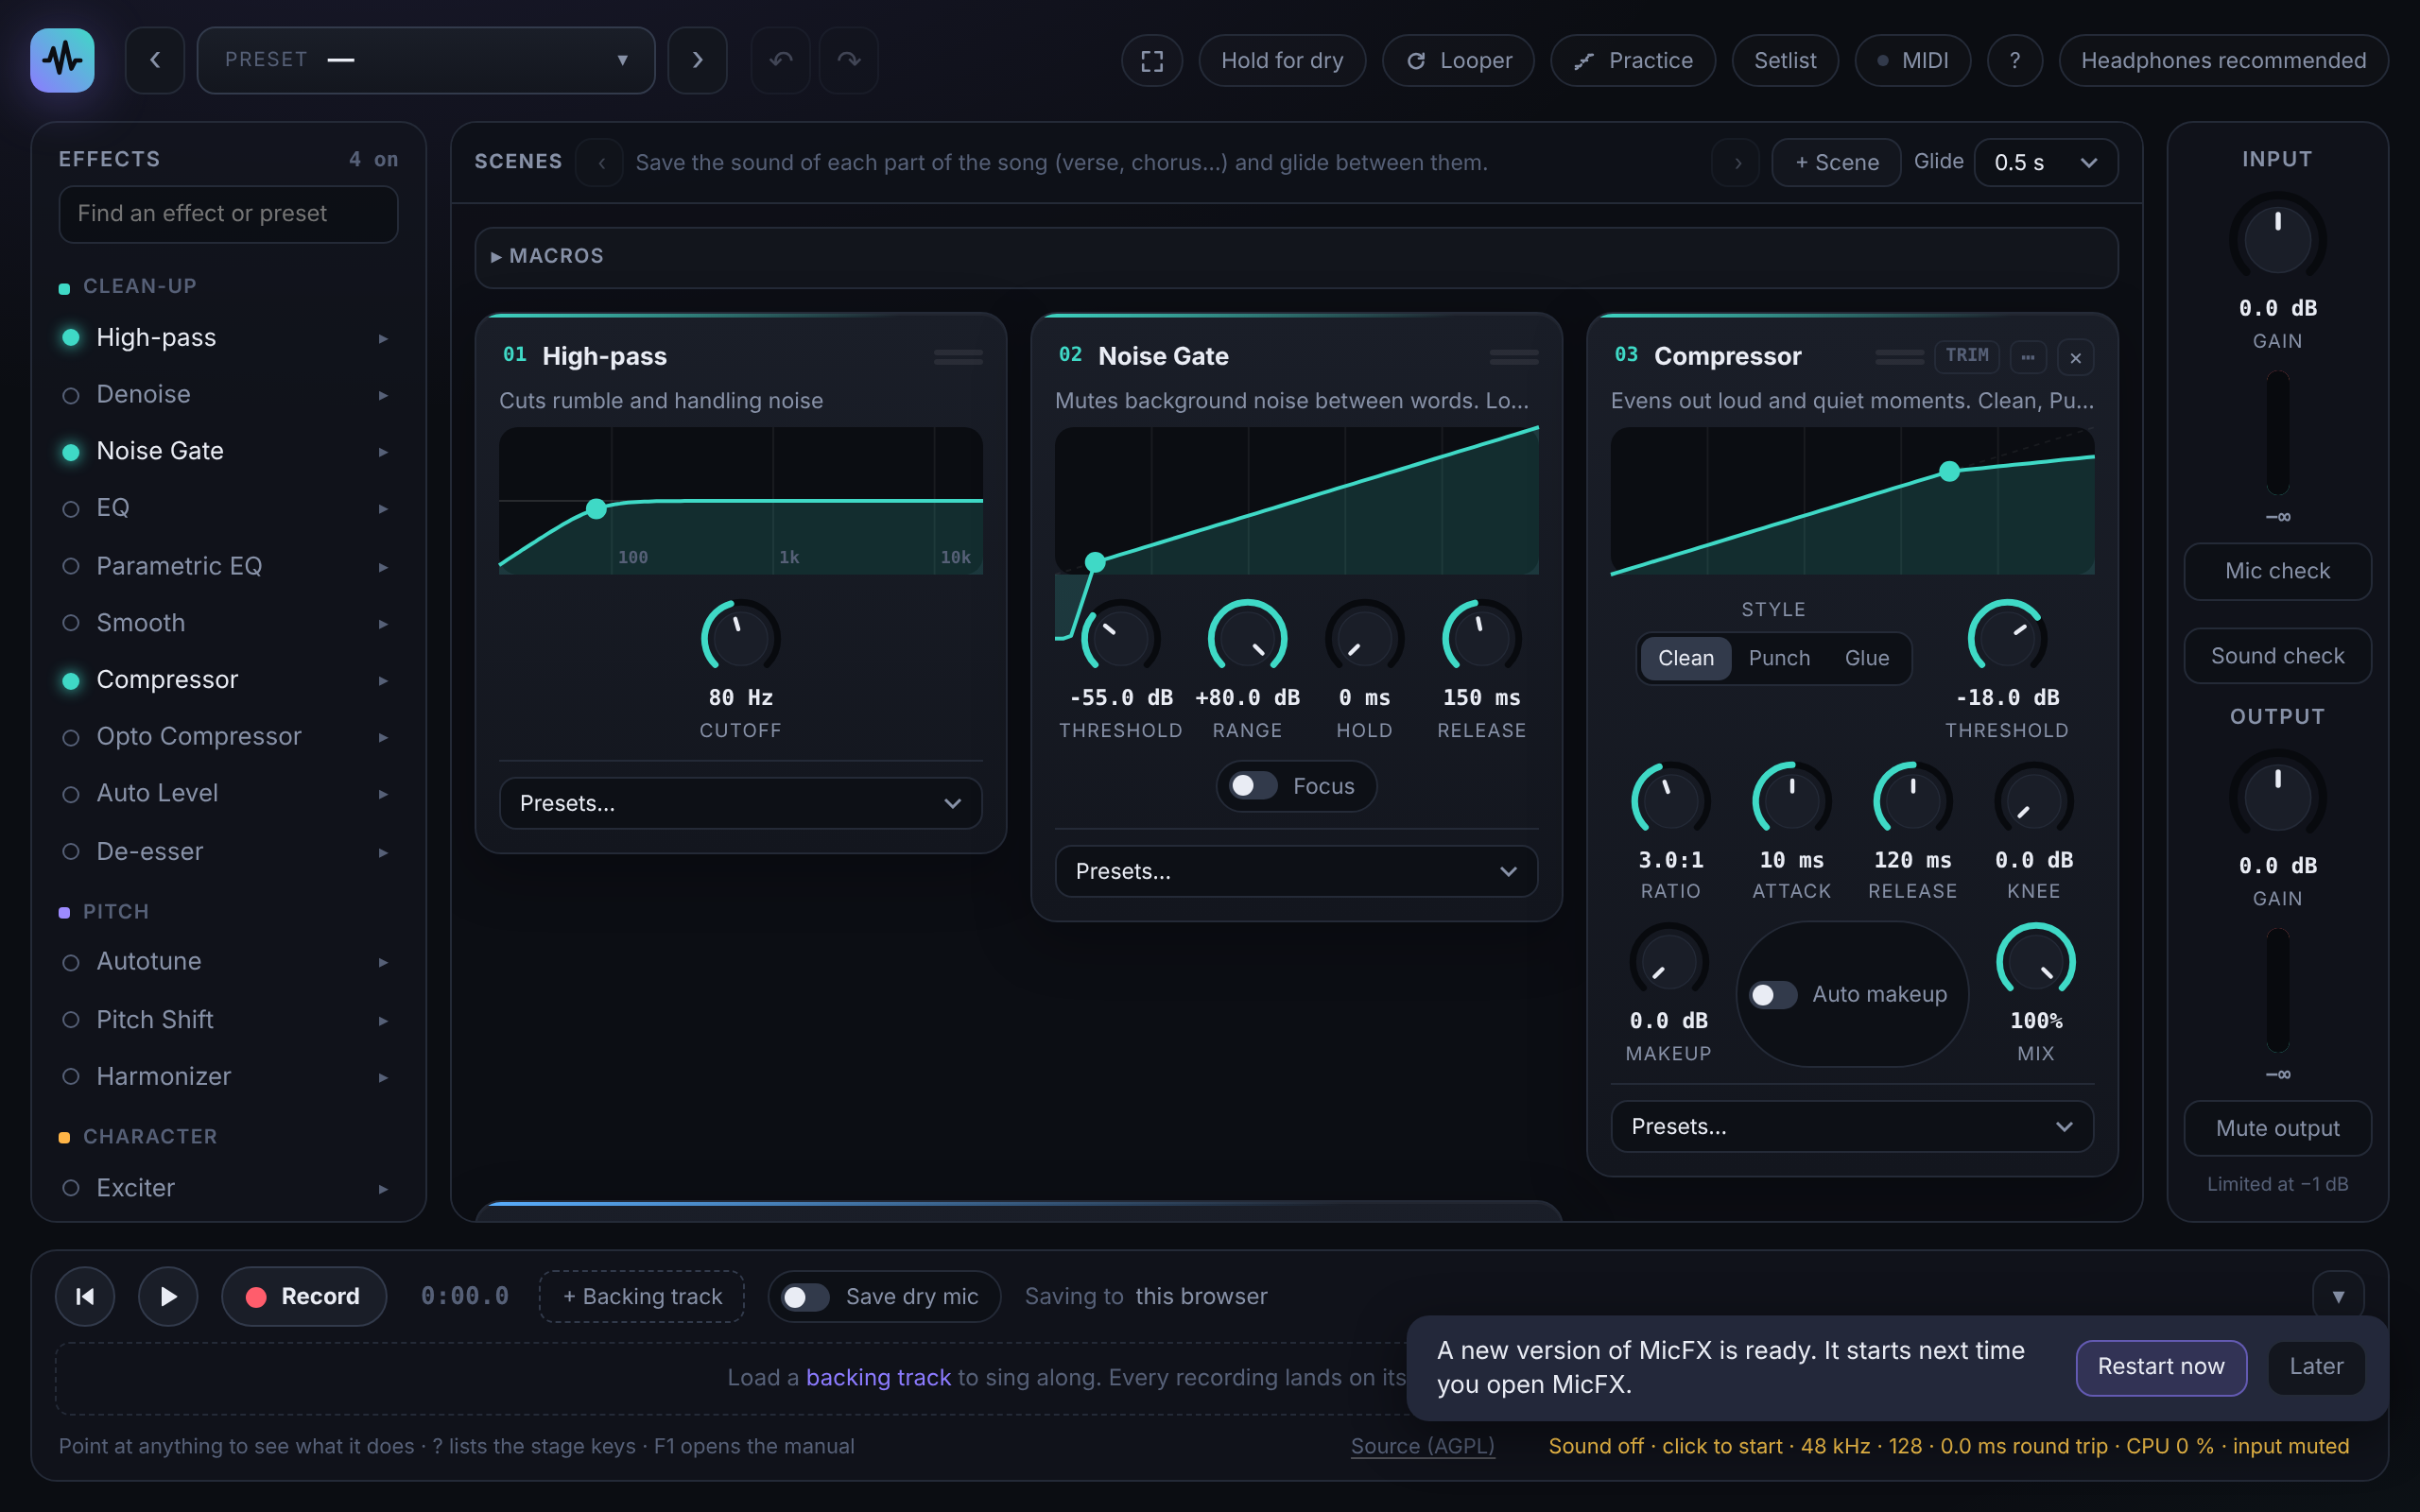 PRESET —
Hold for dry
Looper
Practice
Setlist
MIDI
?
Headphones recommended
EFFECTS
4 on
Find an effect or preset
CLEAN-UP
High-pass
Denoise
Noise Gate
EQ
Parametric EQ
Smooth
Compressor
Opto Compressor
Auto Level
De-esser
PITCH
Autotune
Pitch Shift
Harmonizer
CHARACTER
Exciter
SCENES
Save the sound of each part of the song (verse, chorus…) and glide between them.
+ Scene
Glide
0.5 s
MACROS
01 High-pass
Cuts rumble and handling noise
100
1k
10k
80 Hz
CUTOFF
Presets…
02 Noise Gate
Mutes background noise between words. Lo…
-55.0 dB +80.0 dB 0 ms 150 ms
THRESHOLD RANGE HOLD RELEASE
Focus
Presets…
03 Compressor
TRIM
Evens out loud and quiet moments. Clean, Pu…
STYLE
Clean Punch Glue
-18.0 dB
THRESHOLD
3.0:1 10 ms 120 ms 0.0 dB
RATIO ATTACK RELEASE KNEE
0.0 dB
MAKEUP
Auto makeup
100%
MIX
Presets…
INPUT
0.0 dB
GAIN
−∞
Mic check
Sound check
OUTPUT
0.0 dB
GAIN
−∞
Mute output
Limited at −1 dB
Record
0:00.0
+ Backing track
Save dry mic
Saving to this browser
Load a backing track to sing along. Every recording lands on its
A new version of MicFX is ready. It starts next time
you open MicFX.
Restart now
Later
Point at anything to see what it does · ? lists the stage keys · F1 opens the manual
Source (AGPL)
Sound off · click to start · 48 kHz · 128 · 0.0 ms round trip · CPU 0 % · input muted